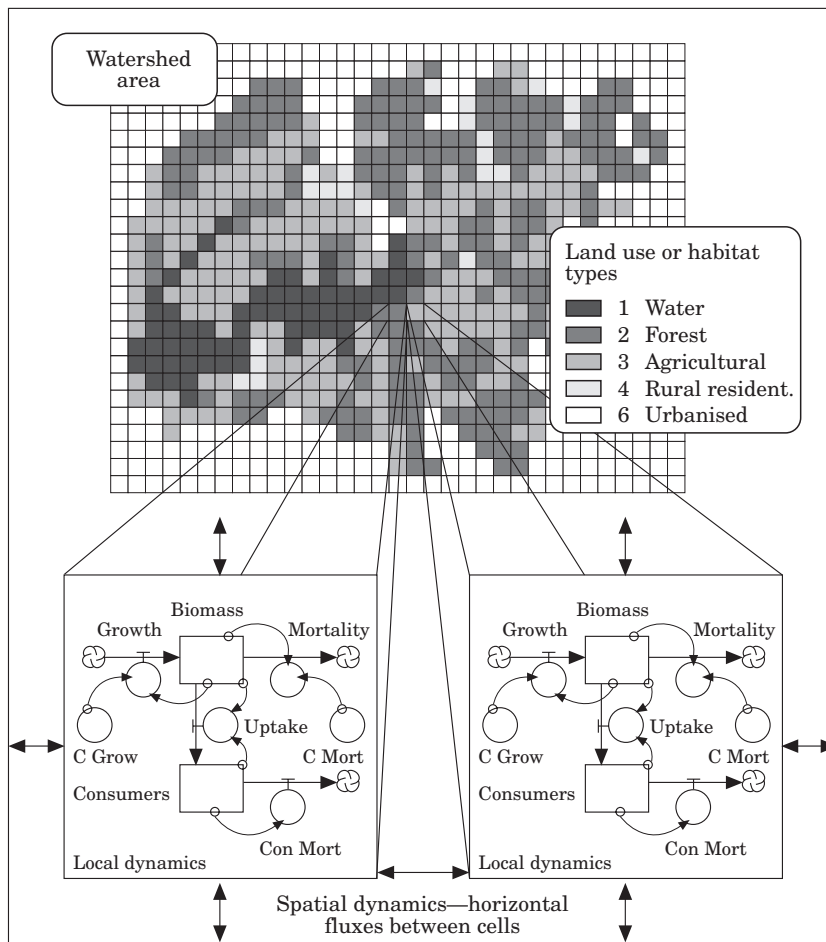 Watershed
area
Land use or habitat
types
1 Water
2 Forest
3 Agricultural
4 Rural resident.
6 Urbanised
Biomass
Growth
Mortality
Uptake
C Grow
C Mort
Consumers
Con Mort
Local dynamics
Biomass
Growth
Mortality
Uptake
C Grow
C Mort
Consumers
Con Mort
Local dynamics
Spatial dynamics—horizontal
fluxes between cells